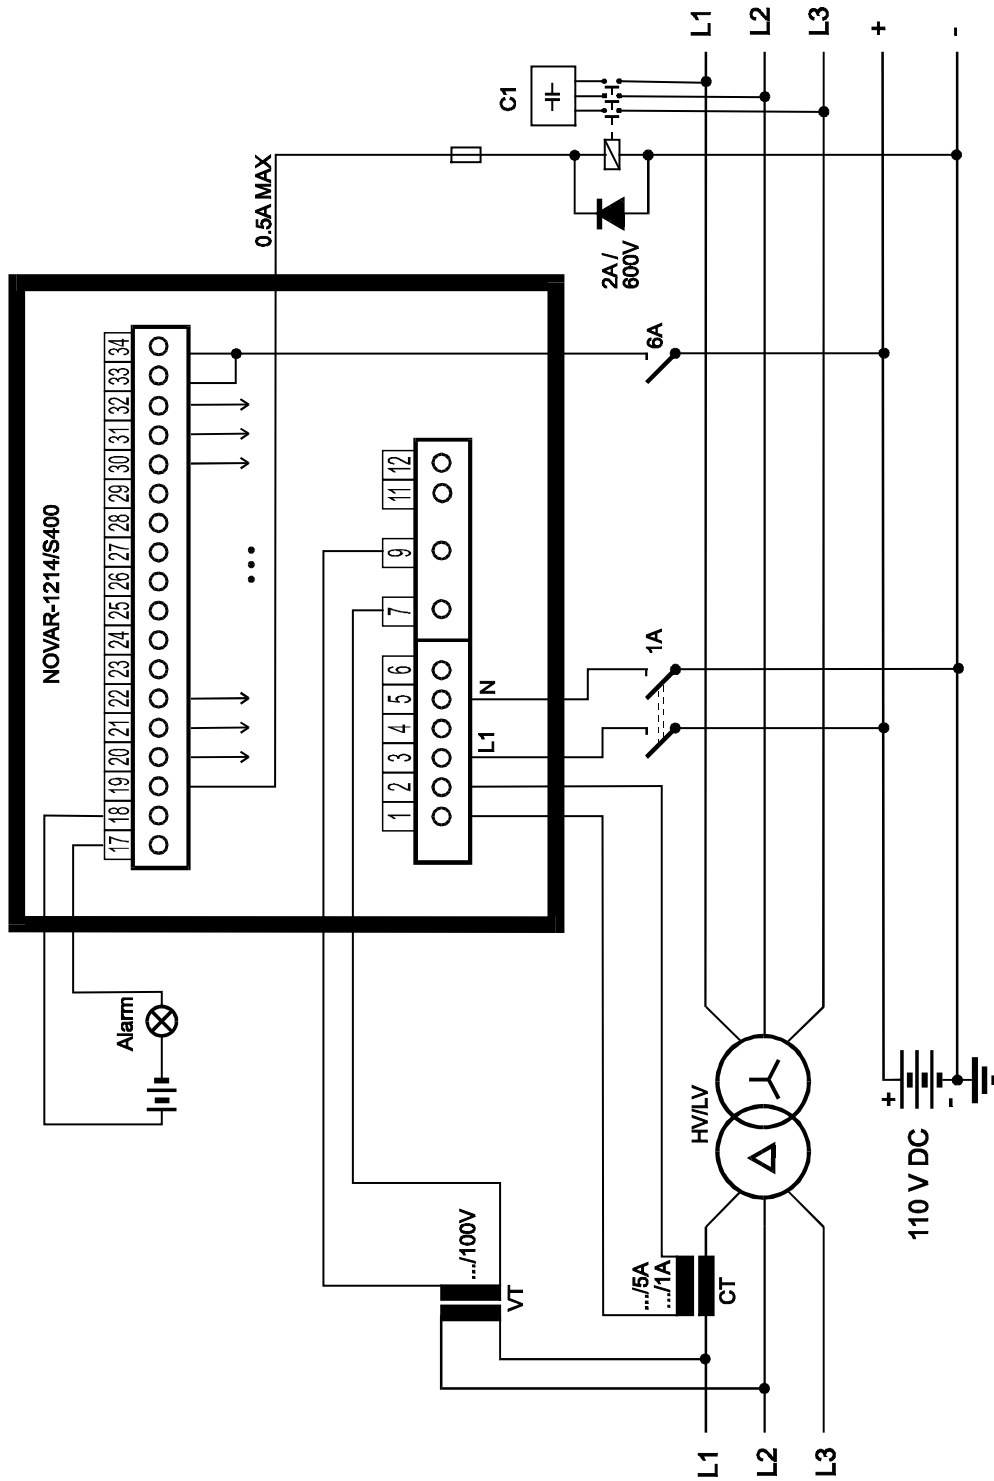 L1
L2
L3
+
-
C1
0.5A MAX
2A /
600V
6A
NOVAR-1214/S400
34
33
32
31
30
29
28
27
26
25
24
23
22
21
20
19
18
17
12
11
9
7
6
5
4
3
2
1
N
L1
1A
Alarm
HV/LV
+
-
110 V DC
.../100V
VT
.../5A
.../1A
CT
L1
L2
L3